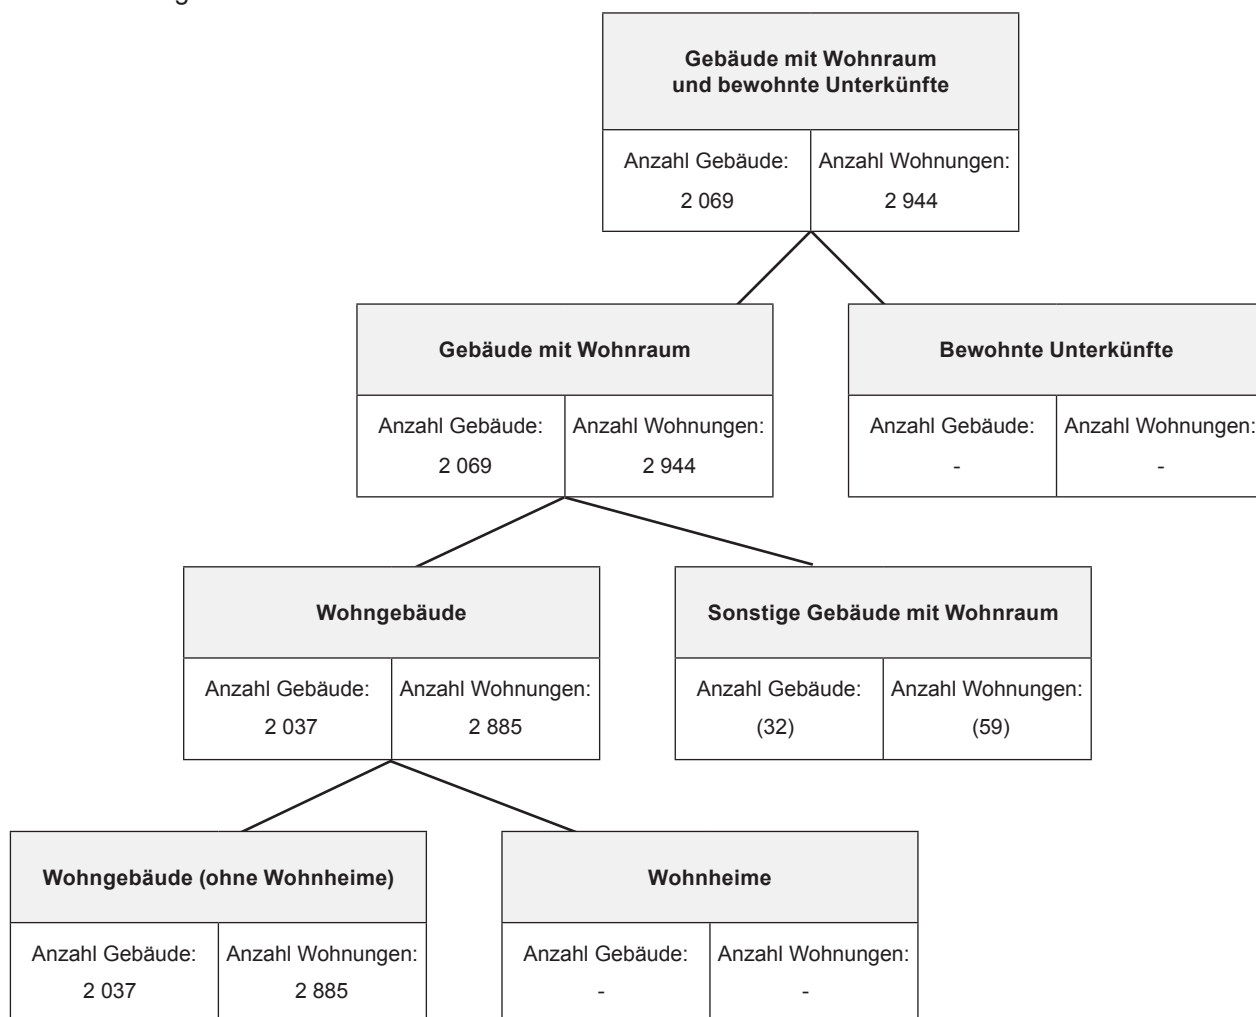 Gebäude mit Wohnraum
und bewohnte Unterkünfte
Anzahl Gebäude: Anzahl Wohnungen:
2 069 2 944
Gebäude mit Wohnraum Bewohnte Unterkünfte
Anzahl Gebäude: Anzahl Wohnungen: Anzahl Gebäude: Anzahl Wohnungen:
2 069 2 944 - -
Wohngebäude Sonstige Gebäude mit Wohnraum
Anzahl Gebäude: Anzahl Wohnungen: Anzahl Gebäude: Anzahl Wohnungen:
2 037 2 885 (32) (59)
Wohngebäude (ohne Wohnheime) Wohnheime
Anzahl Gebäude: Anzahl Wohnungen: Anzahl Gebäude: Anzahl Wohnungen:
2 037 2 885 - -